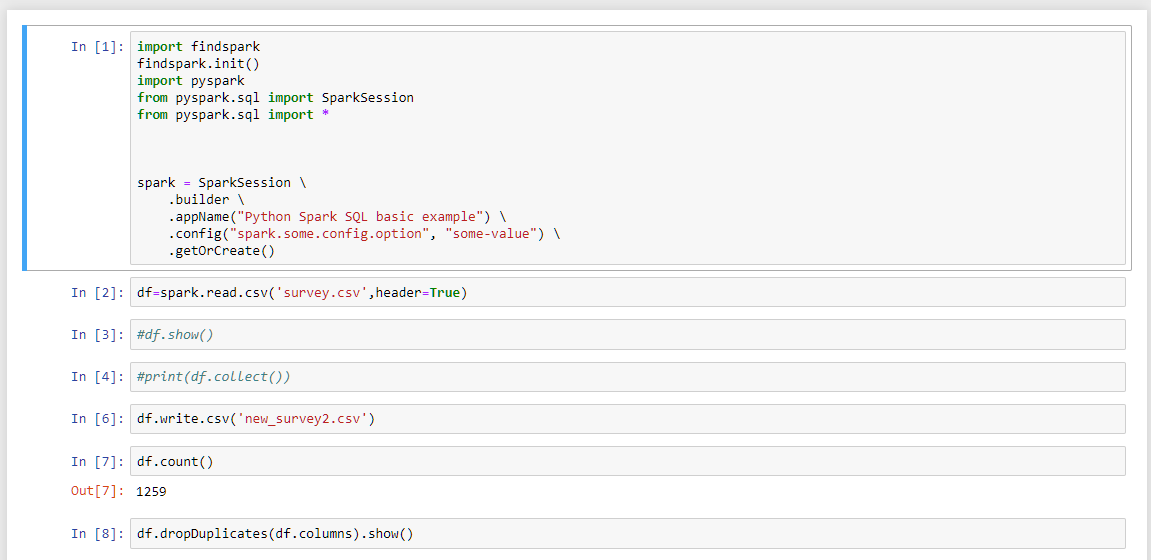 In [1]: import findspark
findspark.init()
import pyspark
from pyspark.sql import SparkSession
from pyspark.sql import *
spark = SparkSession \
    .builder \
    .appName("Python Spark SQL basic example") \
    .config("spark.some.config.option", "some-value") \
    .getOrCreate()
In [2]: df=spark.read.csv('survey.csv',header=True)
In [3]: #df.show()
In [4]: #print(df.collect())
In [6]: df.write.csv('new_survey2.csv')
In [7]: df.count()
Out[7]: 1259
In [8]: df.dropDuplicates(df.columns).show()